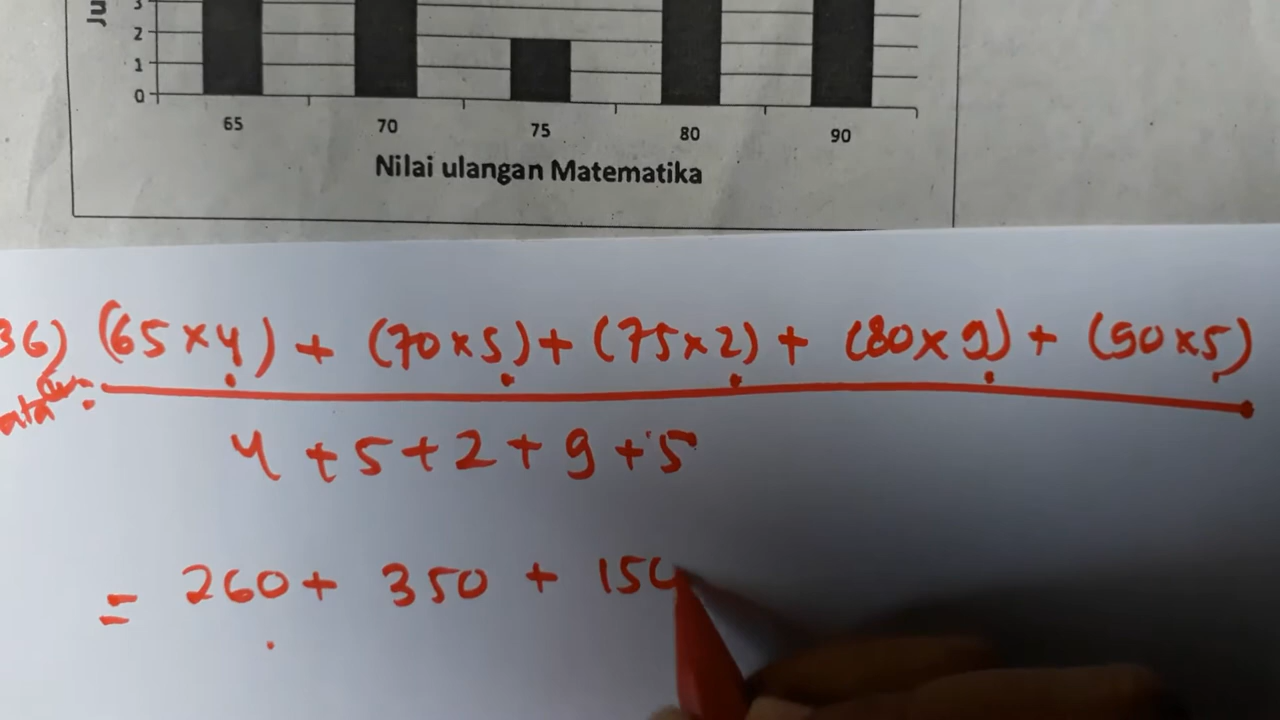 3
2
1
0
65 70 75 80 90
Nilai ulangan Matematika
36) (65 x 4) + (70 x 5) + (75 x 2) + (80 x 9) + (90 x 5)
4 + 5 + 2 + 9 + 5
= 260 + 350 + 150